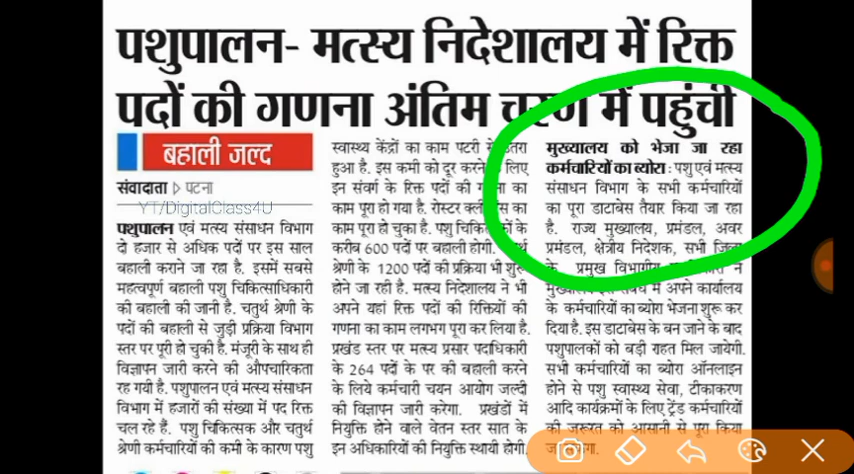 पशुपालन- मत्स्य निदेशालय में रिक्त
पदों की गणना अंतिम चरण में पहुंची
बहाली जल्द
संवाददाता ▷ पटना
YT/DigitalClass4U
पशुपालन एवं मत्स्य संसाधन विभाग
दो हजार से अधिक पदों पर इस साल
बहाली कराने जा रहा है. इसमें सबसे
महत्वपूर्ण बहाली पशु चिकित्साधिकारी
की बहाली की जानी है. चतुर्थ श्रेणी के
पदों की बहाली से जुड़ी प्रक्रिया विभाग
स्तर पर पूरी हो चुकी है. मंजूरी के साथ ही
विज्ञापन जारी करने की औपचारिकता
रह गयी है. पशुपालन एवं मत्स्य संसाधन
विभाग में हजारों की संख्या में पद रिक्त
चल रहे हैं. पशु चिकित्सक और चतुर्थ
श्रेणी कर्मचारियों की कमी के कारण पशु
स्वास्थ्य केंद्रों का काम पटरी से उतरा
हुआ है. इस कमी को दूर करने लिए
इन संवर्ग के रिक्त पदों की का
काम पूरा हो गया है. रोस्टर का
काम पूरा हो चुका है. पशु के
करीब 600 पदों पर बहाली होगी.
श्रेणी के 1200 पदों की प्रक्रिया भी शुरू
होने जा रही है. मत्स्य निदेशालय ने भी
अपने यहां रिक्त पदों की रिक्तियों की
गणना का काम लगभग पूरा कर लिया है.
प्रखंड स्तर पर मत्स्य प्रसार पदाधिकारी
के 264 पदों के पर की बहाली करने
के लिये कर्मचारी चयन आयोग जल्दी
की विज्ञापन जारी करेगा. प्रखंडों में
नियुक्ति होने वाले वेतन स्तर सात के
इन अधिकारियों की नियुक्ति स्थायी होगी.
मुख्यालय को भेजा जा रहा
कर्मचारियों का ब्योरा : पशु एवं मत्स्य
संसाधन विभाग के सभी कर्मचारियों
का पूरा डाटाबेस तैयार किया जा रहा
है. राज्य मुख्यालय, प्रमंडल, अवर
प्रमंडल, क्षेत्रीय निदेशक, सभी
के प्रमुख ने
में अपने कार्यालय
के कर्मचारियों का ब्योरा भेजना शुरू कर
दिया है. इस डाटाबेस के बन जाने के बाद
पशुपालकों को बड़ी राहत मिल जायेगी.
सभी कर्मचारियों का ब्योरा ऑनलाइन
होने से पशु स्वास्थ्य सेवा, टीकाकरण
आदि कार्यक्रमों के लिए ट्रेंड कर्मचारियों
की जरूरत को आसानी से पूरा किया